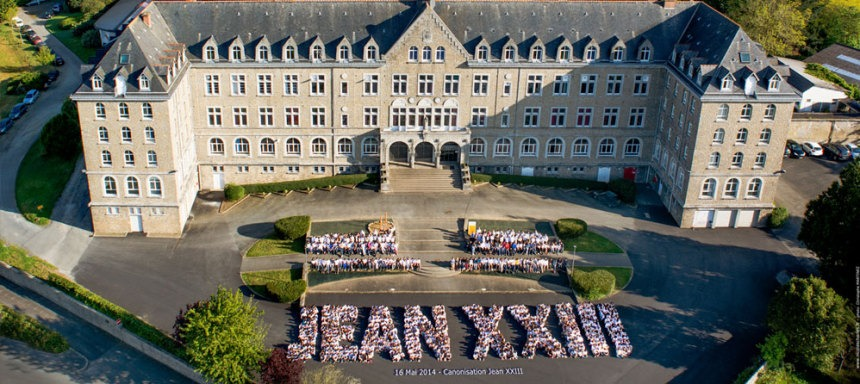 JEAN XXIII
16 Mai 2014 - Canonisation Jean XXIII